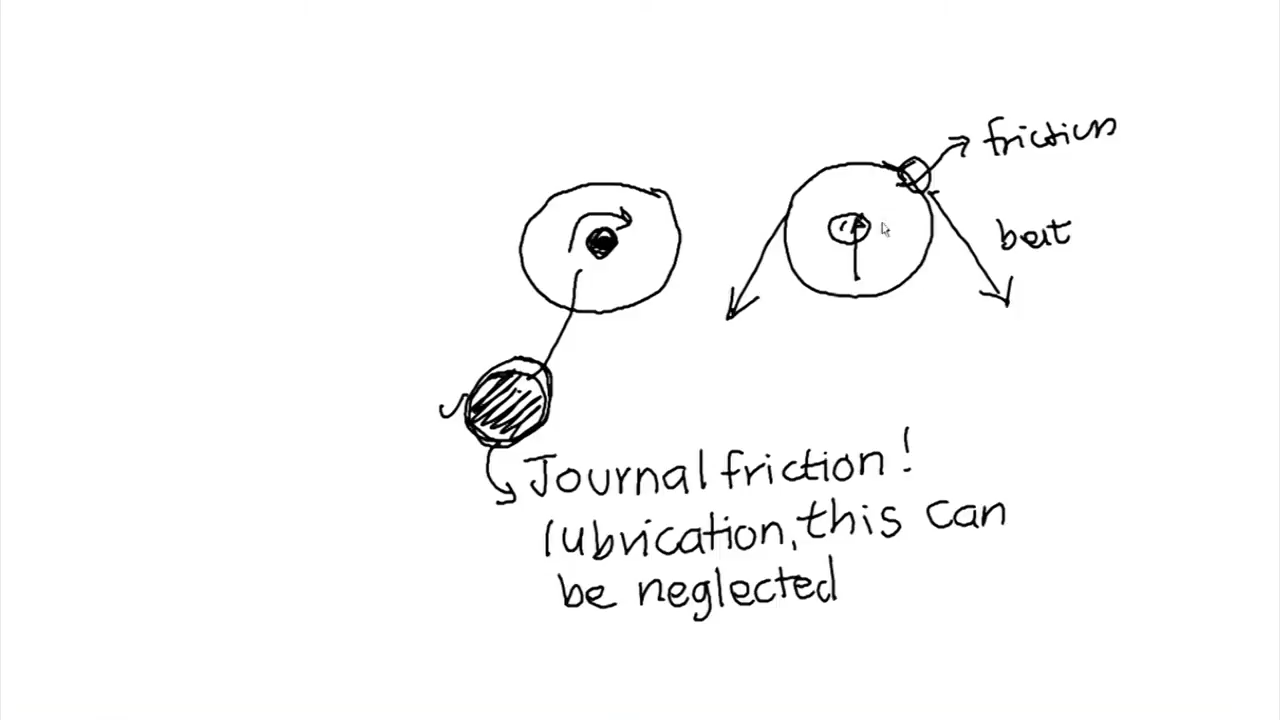 friction
belt
Journal friction!
lubrication, this can
be neglected